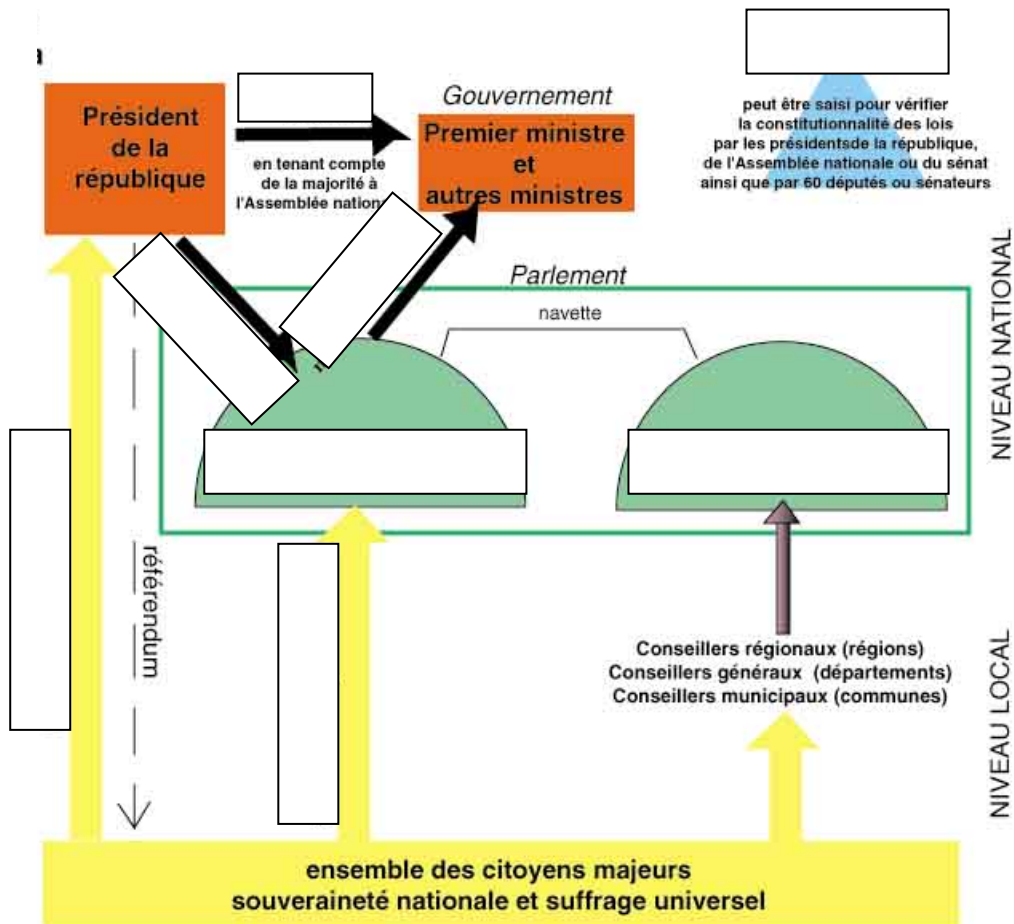 a
Président
de la
république
en tenant compte
de la majorité à
l'Assemblée nation
Gouvernement
Premier ministre
et
autres ministres
peut être saisi pour vérifier
la constitutionnalité des lois
par les présidentsde la république,
de l'Assemblée nationale ou du sénat
ainsi que par 60 députés ou sénateurs
Parlement
navette
NIVEAU NATIONAL
référendum
Conseillers régionaux (régions)
Conseillers généraux (départements)
Conseillers municipaux (communes)
NIVEAU LOCAL
ensemble des citoyens majeurs
souveraineté nationale et suffrage universel